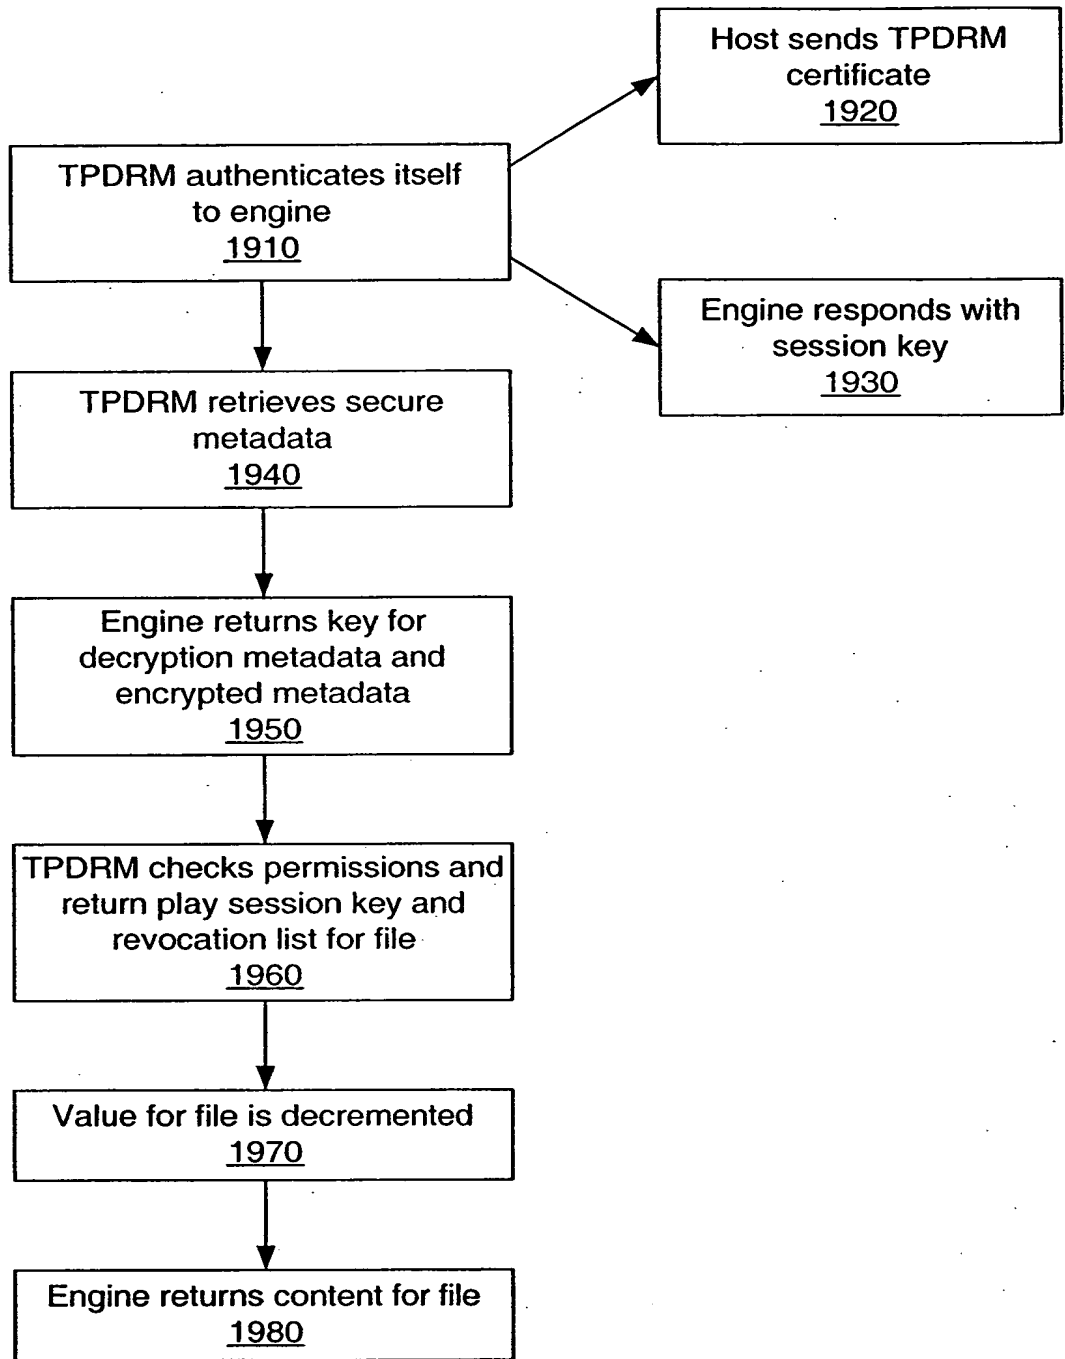 Host sends TPDRM
certificate
1920
TPDRM authenticates itself
to engine
1910
Engine responds with
session key
1930
TPDRM retrieves secure
metadata
1940
Engine returns key for
decryption metadata and
encrypted metadata
1950
TPDRM checks permissions and
return play session key and
revocation list for file
1960
Value for file is decremented
1970
Engine returns content for file
1980